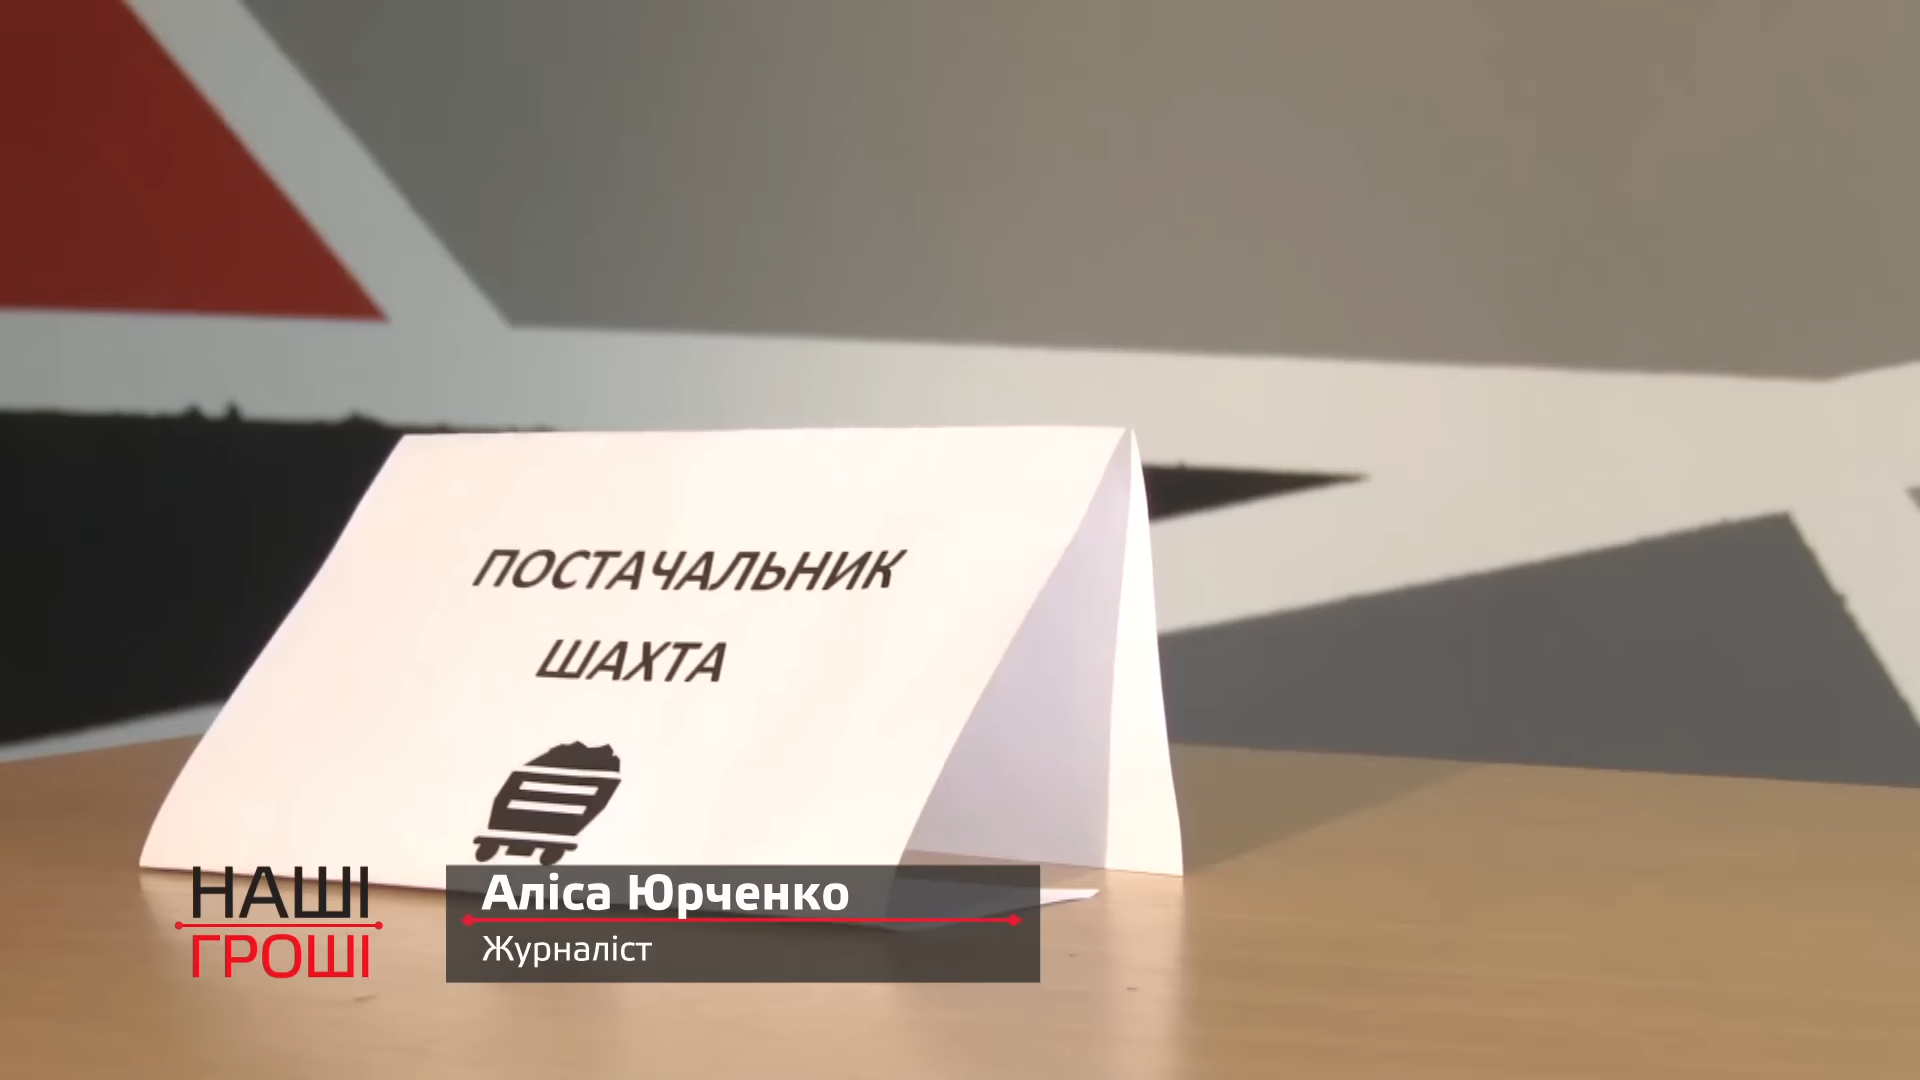 ПОСТАЧАЛЬНИК
ШАХТА
НАШІ
ГРОШІ
Аліса Юрченко
Журналіст